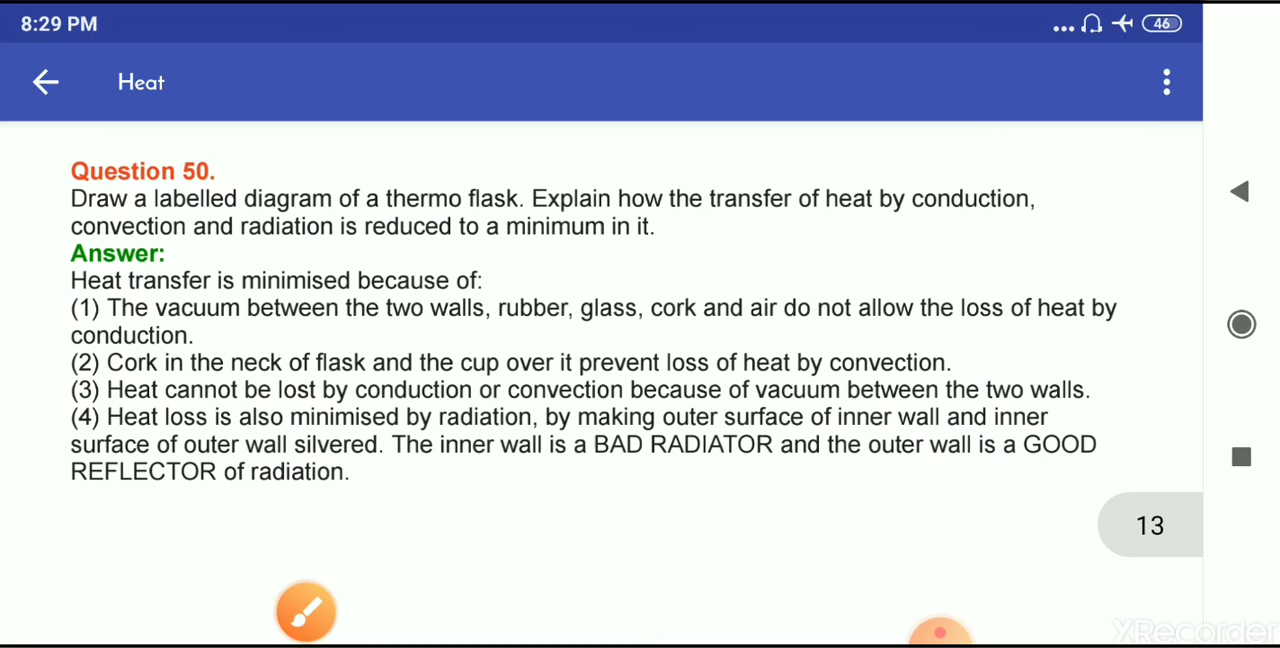 8:29 PM
46
Heat
Question 50.
Draw a labelled diagram of a thermo flask. Explain how the transfer of heat by conduction,
convection and radiation is reduced to a minimum in it.
Answer:
Heat transfer is minimised because of:
(1) The vacuum between the two walls, rubber, glass, cork and air do not allow the loss of heat by
conduction.
(2) Cork in the neck of flask and the cup over it prevent loss of heat by convection.
(3) Heat cannot be lost by conduction or convection because of vacuum between the two walls.
(4) Heat loss is also minimised by radiation, by making outer surface of inner wall and inner
surface of outer wall silvered. The inner wall is a BAD RADIATOR and the outer wall is a GOOD
REFLECTOR of radiation.
13
XRecorder